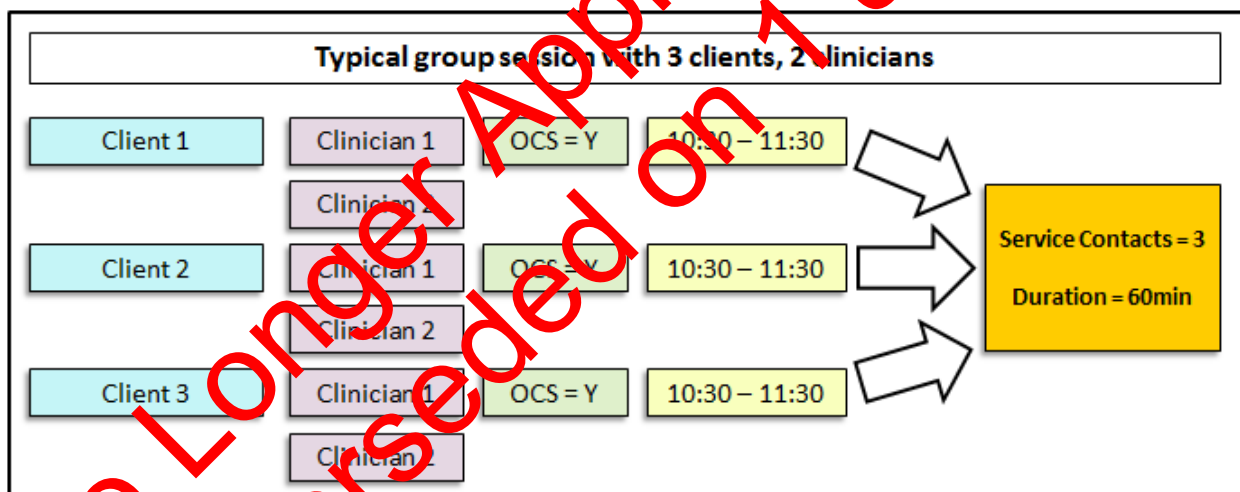 Typical group session with 3 clients, 2 clinicians
Client 1 Clinician 1 OCS = Y 10:30 – 11:30
Clinician 2
Client 2 Clinician 1 OCS = Y 10:30 – 11:30
Clinician 2
Client 3 Clinician 1 OCS = Y 10:30 – 11:30
Clinician 2
Service Contacts = 3
Duration = 60min
Longer
on 1